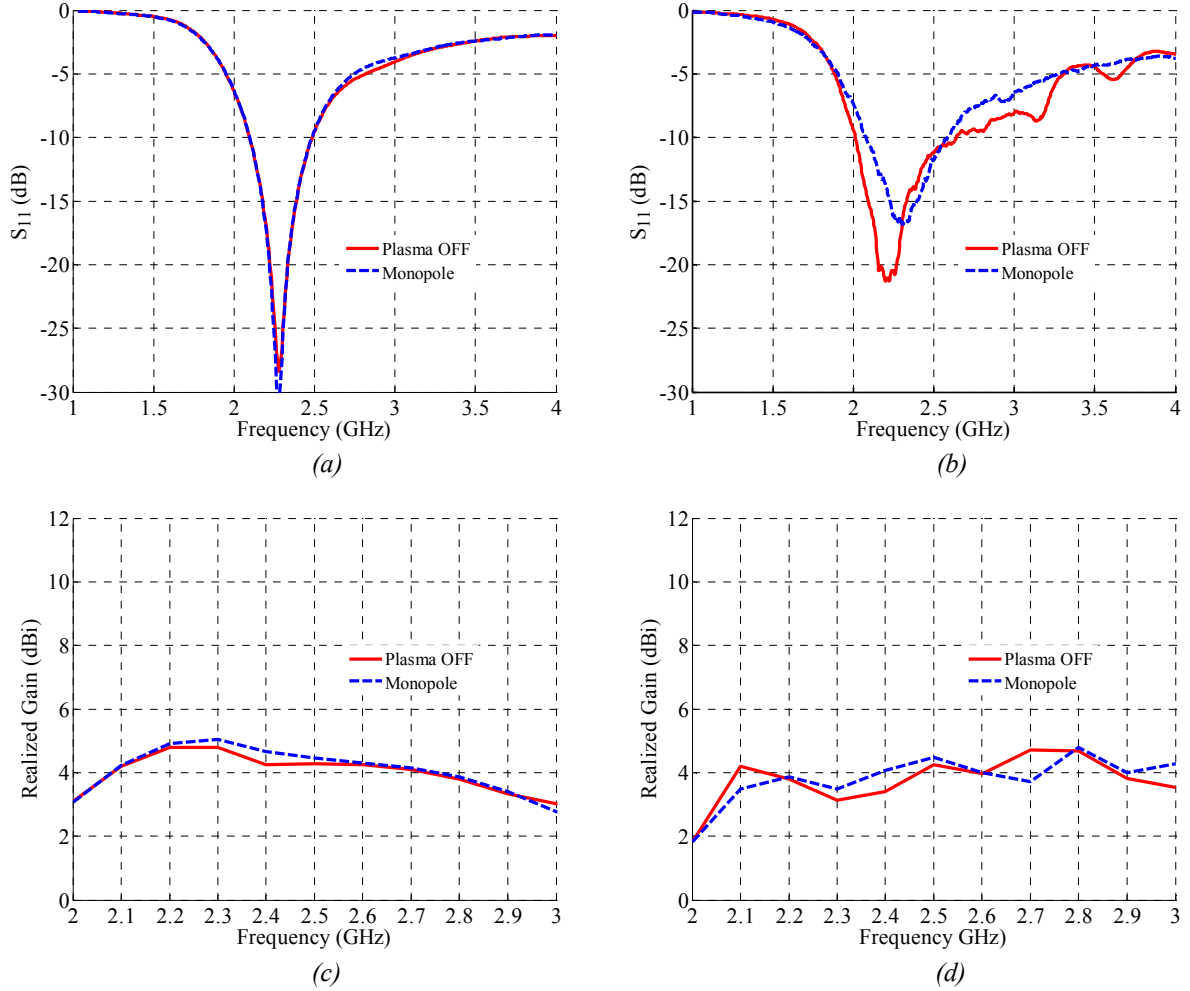 0
-5
-10
-15
-20
-25
-30
S11 (dB)
Plasma OFF
Monopole
1 1.5 2 2.5 3 3.5 4
Frequency (GHz)
(a)
0
-5
-10
-15
-20
-25
-30
S11 (dB)
Plasma OFF
Monopole
1 1.5 2 2.5 3 3.5 4
Frequency (GHz)
(b)
12
10
8
6
4
2
0
Realized Gain (dBi)
Plasma OFF
Monopole
2 2.1 2.2 2.3 2.4 2.5 2.6 2.7 2.8 2.9 3
Frequency (GHz)
(c)
12
10
8
6
4
2
0
Realized Gain (dBi)
Plasma OFF
Monopole
2 2.1 2.2 2.3 2.4 2.5 2.6 2.7 2.8 2.9 3
Frequency GHz)
(d)